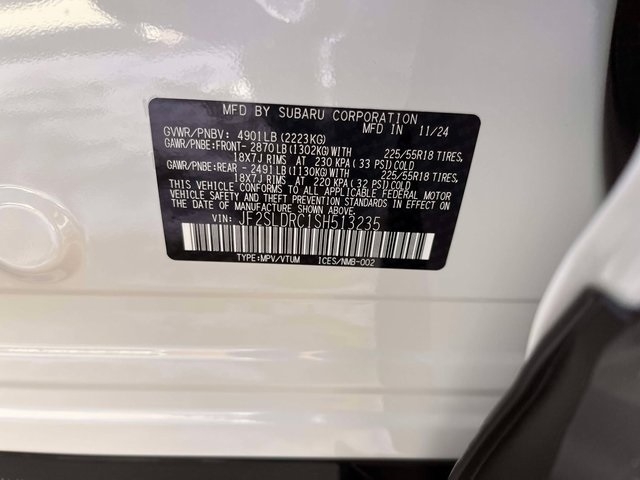 MFD BY SUBARU CORPORATION
MFD IN 11/24
GVWR/PNBV: 4901LB (2223KG)
GAWR/PNBE:FRONT- 2870LB (1302KG)WITH 225/55R18 TIRES,
18X7J RIMS AT 230 KPA (33 PSI)COLD
GAWR/PNBE:REAR - 2491LB (1130KG)WITH 225/55R18 TIRES,
18X7J RIMS AT 220 KPA (32 PSI)COLD
THIS VEHICLE CONFORMS TO ALL APPLICABLE FEDERAL MOTOR
VEHICLE SAFETY AND THEFT PREVENTION STANDARDS IN EFFECT ON
THE DATE OF MANUFACTURE SHOWN ABOVE.
VIN: JF2SLDRC1SH513235
TYPE:MPV/VTUM ICES/NMB-002